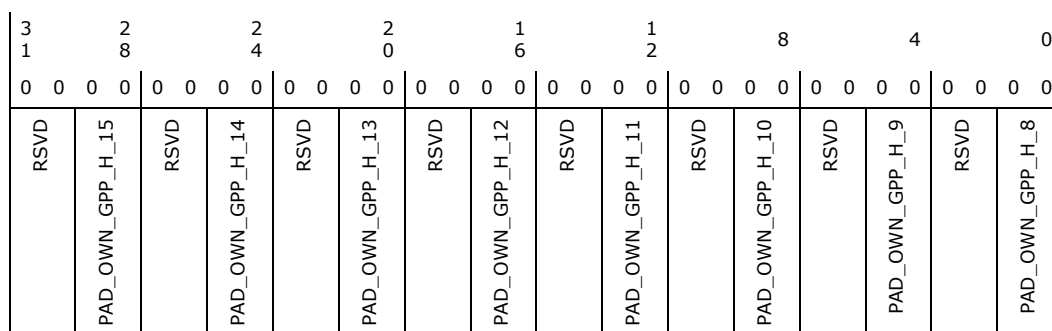 31 28 24 20 16 12 8 4 0
0 0 0 0 0 0 0 0 0 0 0 0 0 0 0 0 0 0 0 0 0 0 0 0 0 0 0 0 0 0 0 0
RSVD
PAD_OWN_GPP_H_15
RSVD
PAD_OWN_GPP_H_14
RSVD
PAD_OWN_GPP_H_13
RSVD
PAD_OWN_GPP_H_12
RSVD
PAD_OWN_GPP_H_11
RSVD
PAD_OWN_GPP_H_10
RSVD
PAD_OWN_GPP_H_9
RSVD
PAD_OWN_GPP_H_8